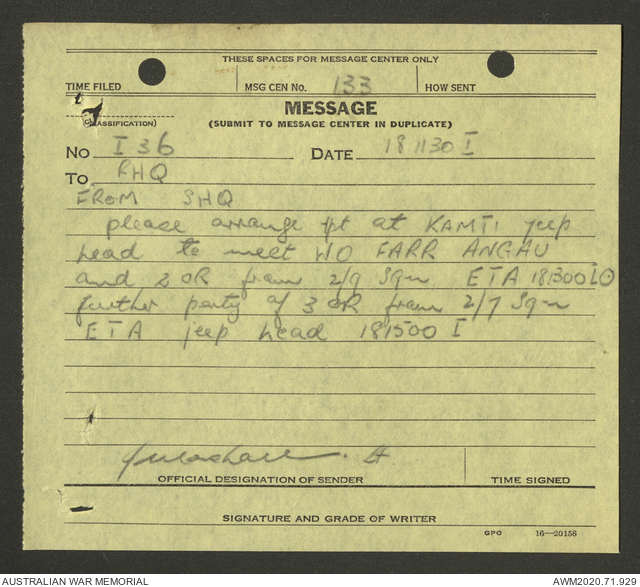 THESE SPACES FOR MESSAGE CENTER ONLY
TIME FILED MSG CEN No. 133 HOW SENT
MESSAGE
(SUBMIT TO MESSAGE CENTER IN DUPLICATE)
No I 36 DATE 181130 I
To RHQ
FROM SHQ
please arrange tpt at KAMTI jeep
head to meet WO FARR ANGAU
and 2 OR from 2/9 Sqn ETA 181300
further party of 3 OR from 2/7 Sqn
ETA jeep head 181500 I
OFFICIAL DESIGNATION OF SENDER TIME SIGNED
SIGNATURE AND GRADE OF WRITER
GPO 16—20158
AUSTRALIAN WAR MEMORIAL AWM2020.71.929